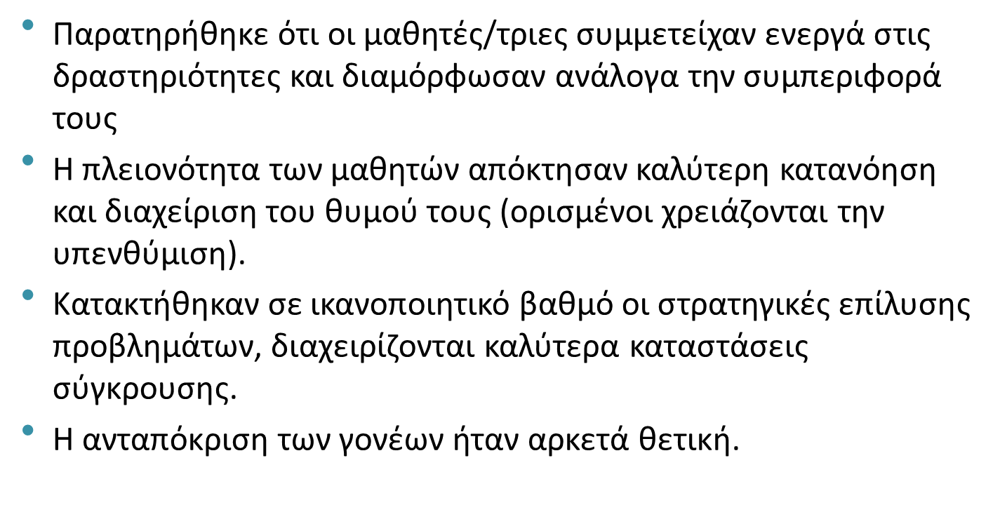 • Παρατηρήθηκε ότι οι μαθητές/τριες συμμετείχαν ενεργά στις
δραστηριότητες και διαμόρφωσαν ανάλογα την συμπεριφορά
τους
• Η πλειονότητα των μαθητών απόκτησαν καλύτερη κατανόηση
και διαχείριση του θυμού τους (ορισμένοι χρειάζονται την
υπενθύμιση).
• Κατακτήθηκαν σε ικανοποιητικό βαθμό οι στρατηγικές επίλυσης
προβλημάτων, διαχειρίζονται καλύτερα καταστάσεις
σύγκρουσης.
• Η ανταπόκριση των γονέων ήταν αρκετά θετική.